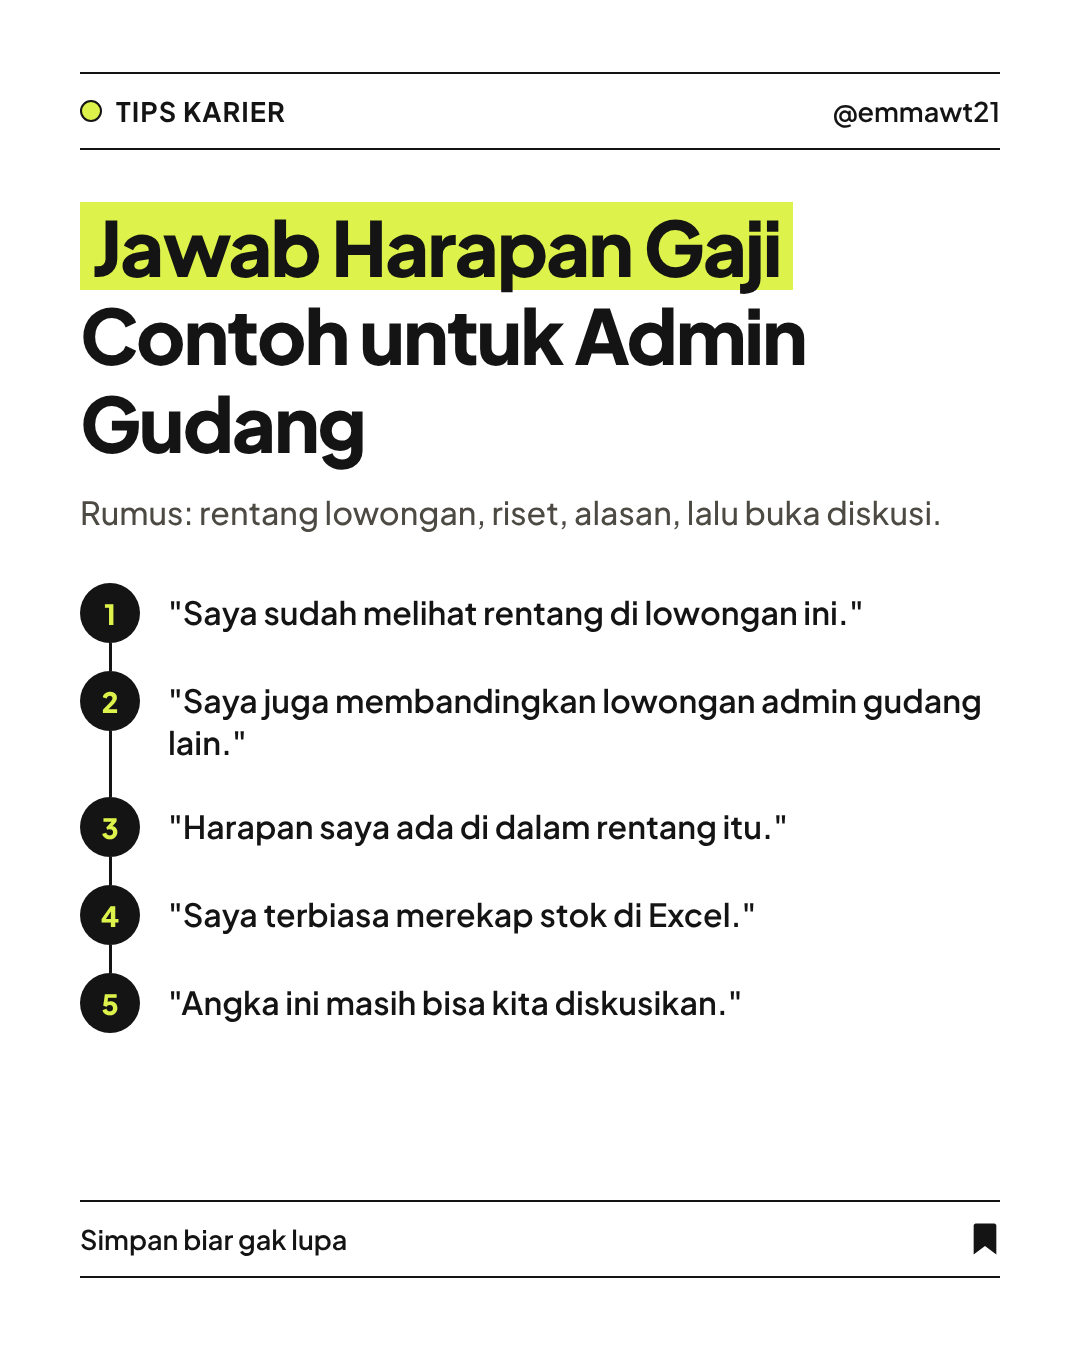 TIPS KARIER
@emmawt21
Jawab Harapan Gaji
Contoh untuk Admin
Gudang
Rumus: rentang lowongan, riset, alasan, lalu buka diskusi.
1 "Saya sudah melihat rentang di lowongan ini."
2 "Saya juga membandingkan lowongan admin gudang
lain."
3 "Harapan saya ada di dalam rentang itu."
4 "Saya terbiasa merekap stok di Excel."
5 "Angka ini masih bisa kita diskusikan."
Simpan biar gak lupa